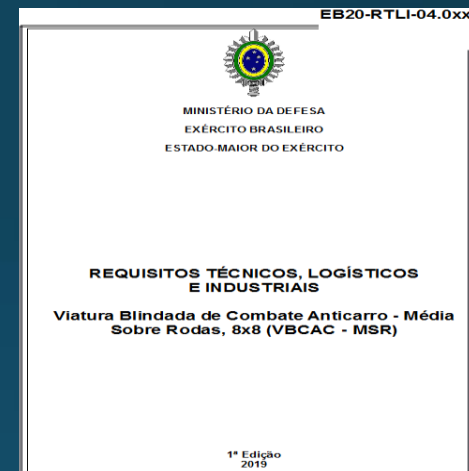 EB20-RTLI-04.0xx
MINISTÉRIO DA DEFESA
EXÉRCITO BRASILEIRO
ESTADO-MAIOR DO EXÉRCITO
REQUISITOS TÉCNICOS, LOGÍSTICOS
E INDUSTRIAIS
Viatura Blindada de Combate Anticarro - Média
Sobre Rodas, 8x8 (VBCAC - MSR)
1ª Edição
2019